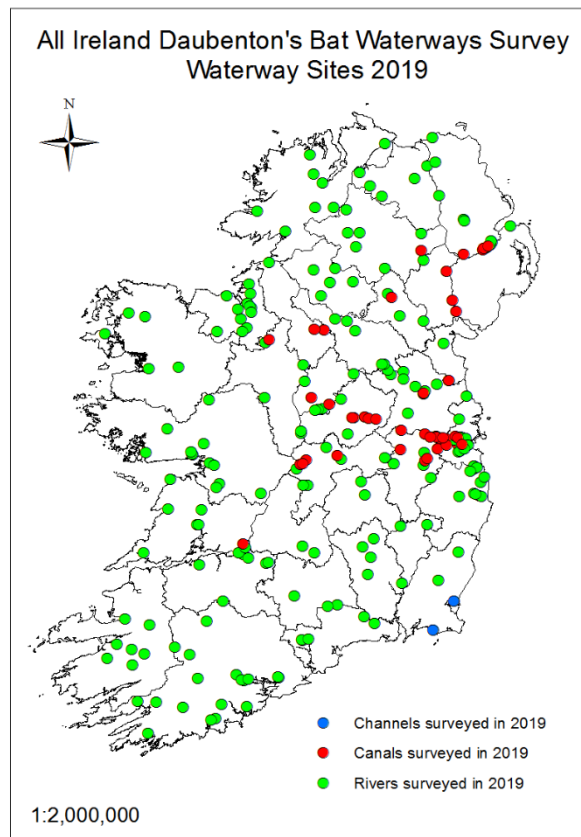 All Ireland Daubenton's Bat Waterways Survey
Waterway Sites 2019
N
Channels surveyed in 2019
Canals surveyed in 2019
Rivers surveyed in 2019
1:2,000,000